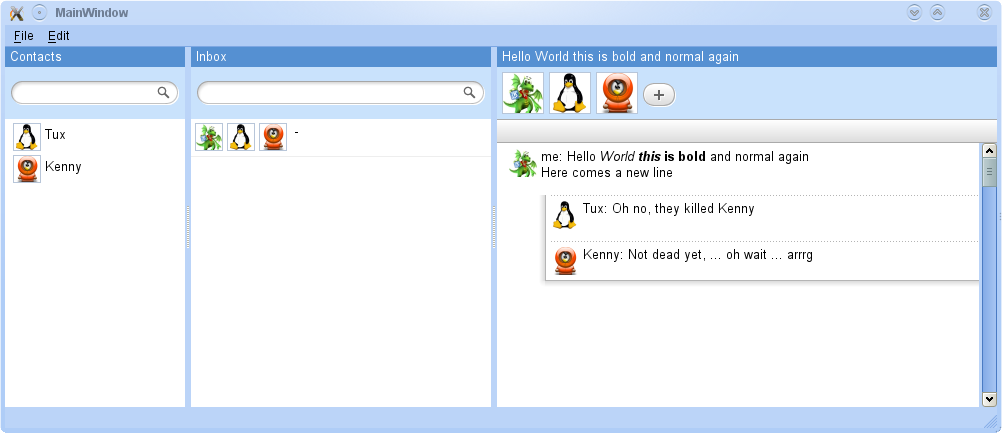 MainWindow
File Edit
Contacts
Inbox
Hello World this is bold and normal again
Tux
Kenny
-
me: Hello World this is bold and normal again
Here comes a new line
Tux: Oh no, they killed Kenny
Kenny: Not dead yet, ... oh wait ... arrrg